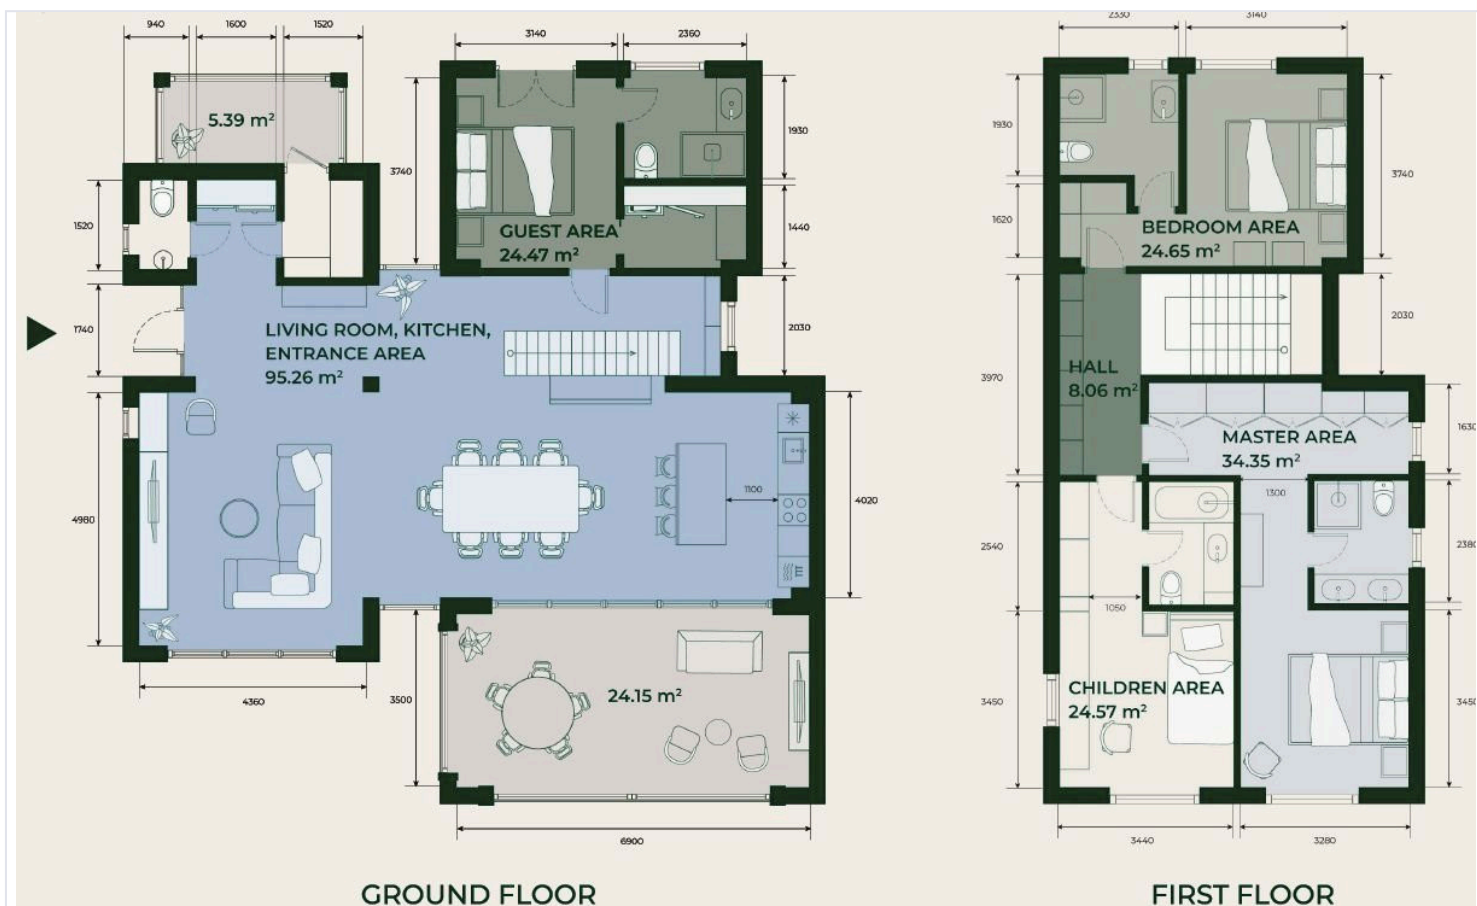 940
1600
1520
3140
2360
5.39 m²
3740
1930
1520
1440
GUEST AREA
24.47 m²
1740
2030
LIVING ROOM, KITCHEN,
ENTRANCE AREA
95.26 m²
4980
1100
4020
4360
3500
24.15 m²
6900
GROUND FLOOR
2330
3140
1930
3740
1620
BEDROOM AREA
24.65 m²
2030
3970
HALL
8.06 m²
1630
MASTER AREA
34.35 m²
1300
2540
2380
1050
CHILDREN AREA
24.57 m²
3450
3450
3440
3280
FIRST FLOOR